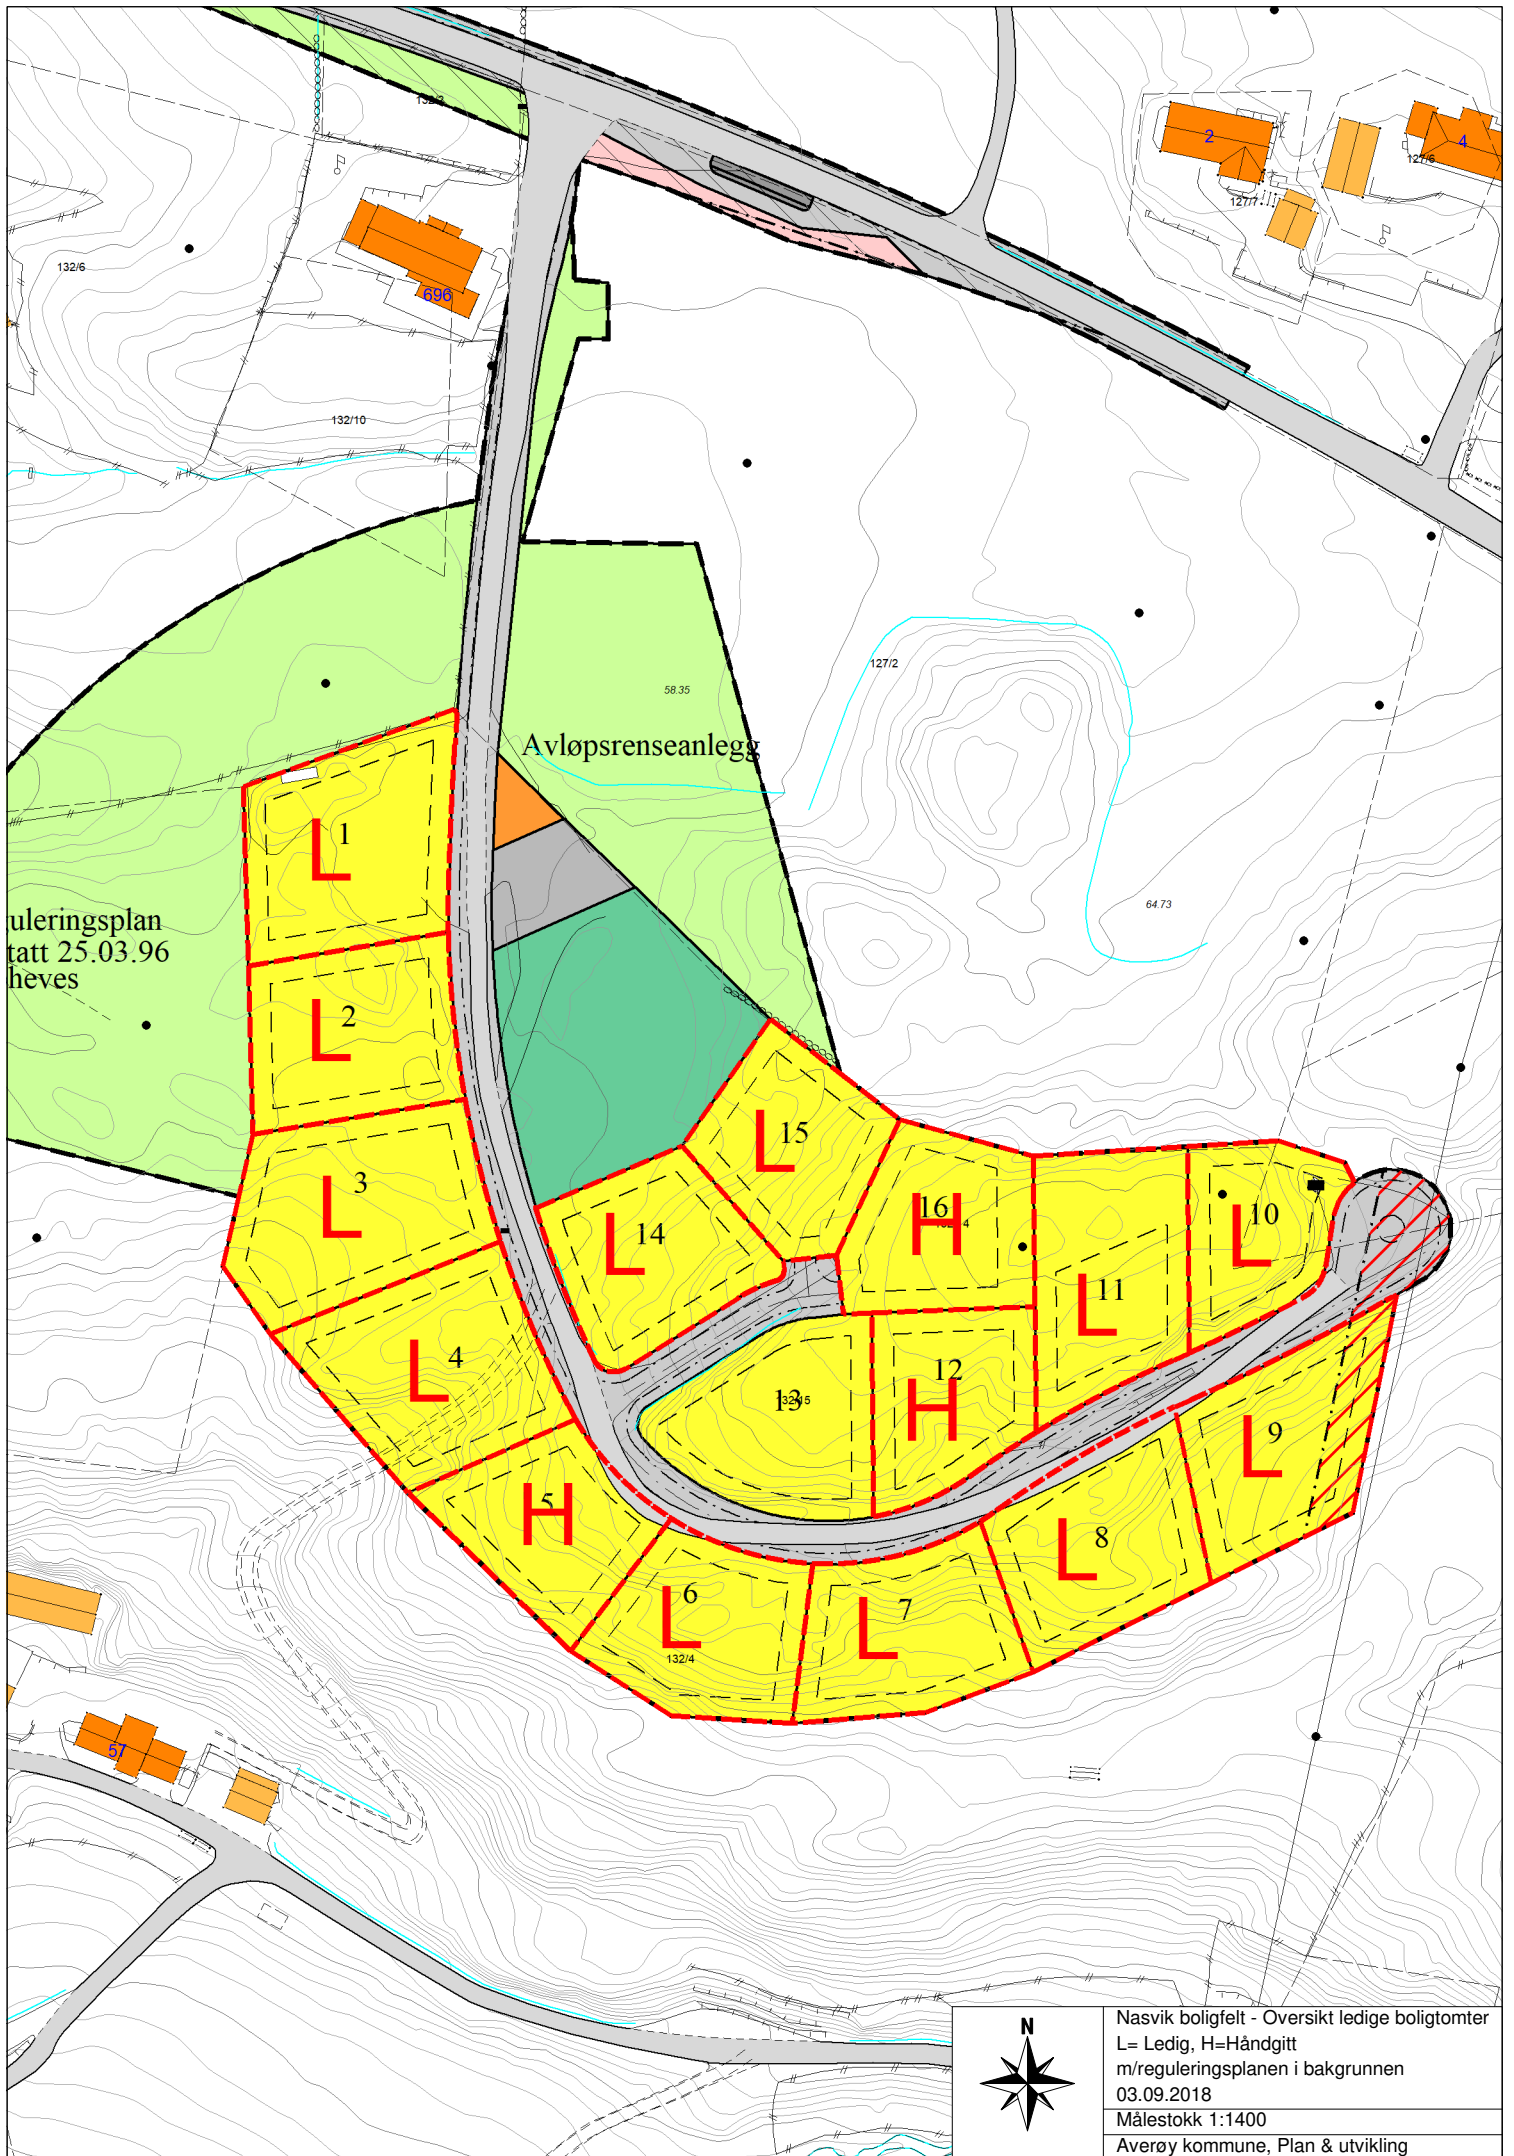 132/2
2
4
127/6
127/7
132/6
696
132/10
127/2
58.35
Avløpsrenseanlegg
1
L
64.73
uleringsplan
tatt 25.03.96
heves
2
L
15
L
3
L
16
H
10
L
14
L
11
L
4
L
12
H
13
132/15
9
L
5
H
8
L
6
L
7
L
132/4
57
N
Nasvik boligfelt - Oversikt ledige boligtomter
L= Ledig, H=Håndgitt
m/reguleringsplanen i bakgrunnen
03.09.2018
Målestokk 1:1400
Averøy kommune, Plan & utvikling